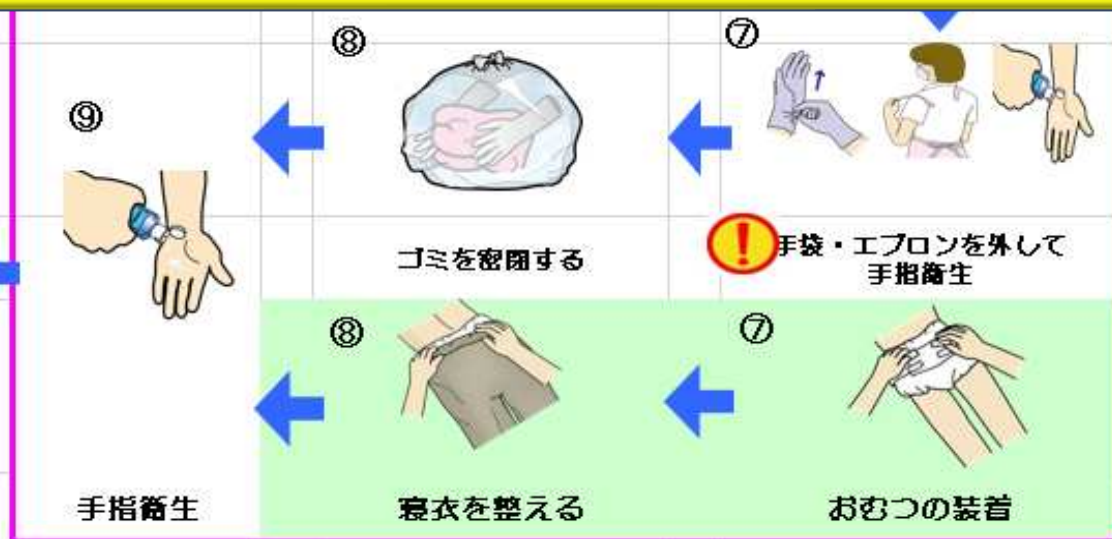 ⑦
手袋・エプロンを外して
手指衛生
⑧
ゴミを密閉する
⑦
おむつの装着
⑧
寝衣を整える
⑨
手指衛生